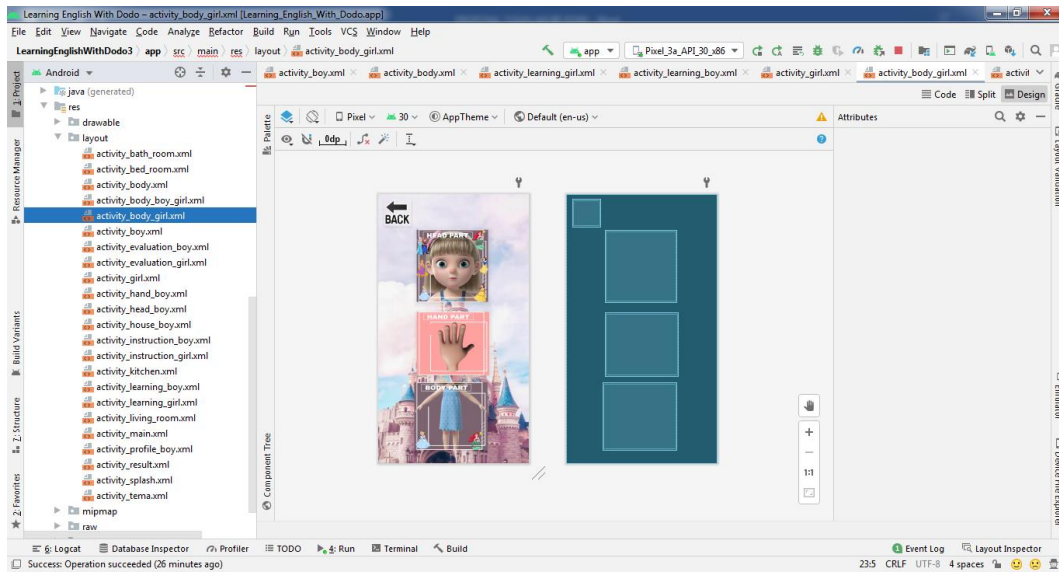 Learning English With Dodo – activity_body_girl.xml [Learning_English_With_Dodo.app]
File Edit View Navigate Code Analyze Refactor Build Run Tools VCS Window Help
LearningEnglishWithDodo3 app src main res layout activity_body_girl.xml app Pixel_3a_API_30_x86
1: Project
Android
activity_boy.xml activity_body.xml activity_learning_girl.xml activity_learning_boy.xml activity_girl.xml activity_body_girl.xml activit
Code Split Design
java (generated)
res
drawable
layout
activity_bath_room.xml
activity_bed_room.xml
activity_body.xml
activity_body_boy_girl.xml
activity_body_girl.xml
activity_boy.xml
activity_evaluation_boy.xml
activity_evaluation_girl.xml
activity_girl.xml
activity_hand_boy.xml
activity_head_boy.xml
activity_house_boy.xml
activity_instruction_boy.xml
activity_instruction_girl.xml
activity_kitchen.xml
activity_learning_boy.xml
activity_learning_girl.xml
activity_living_room.xml
activity_main.xml
activity_profile_boy.xml
activity_result.xml
activity_splash.xml
activity_tema.xml
mipmap
raw
Resource Manager
Build Variants
Z: Structure
2: Favorites
Palette
Component Tree
Pixel 30 AppTheme Default (en-us)
0dp
BACK
HEAD PART
HAND PART
BODY PART
1:1
Attributes
Layout Validation
Device File Explorer
6: Logcat Database Inspector Profiler TODO 4: Run Terminal Build Event Log Layout Inspector
Success: Operation succeeded (26 minutes ago) 23:5 CRLF UTF-8 4 spaces